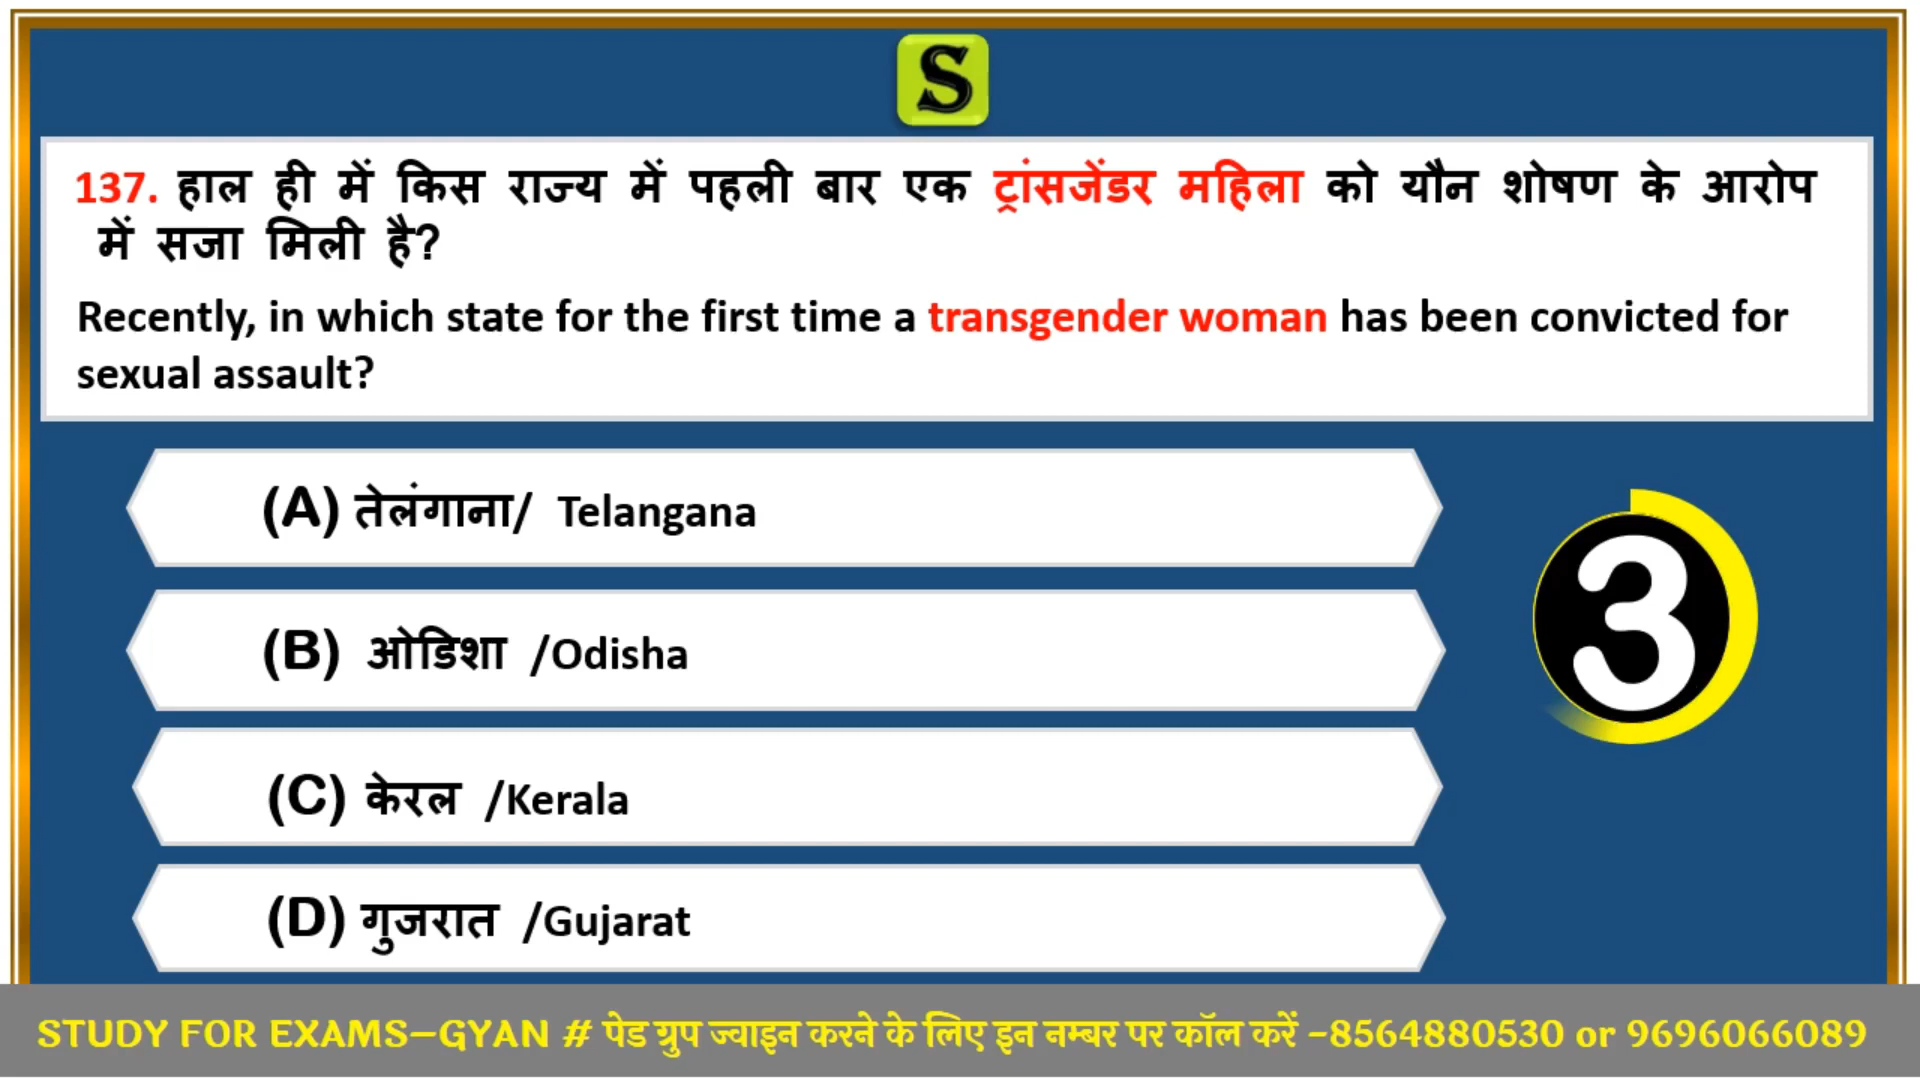 S
137. हाल ही में किस राज्य में पहली बार एक ट्रांसजेंडर महिला को यौन शोषण के आरोप
में सजा मिली है?
Recently, in which state for the first time a transgender woman has been convicted for
sexual assault?
(A) तेलंगाना/ Telangana
(B) ओडिशा /Odisha
3
(C) केरल /Kerala
(D) गुजरात /Gujarat
STUDY FOR EXAMS–GYAN # पेड ग्रुप ज्वाइन करने के लिए इन नम्बर पर कॉल करें -8564880530 or 9696066089